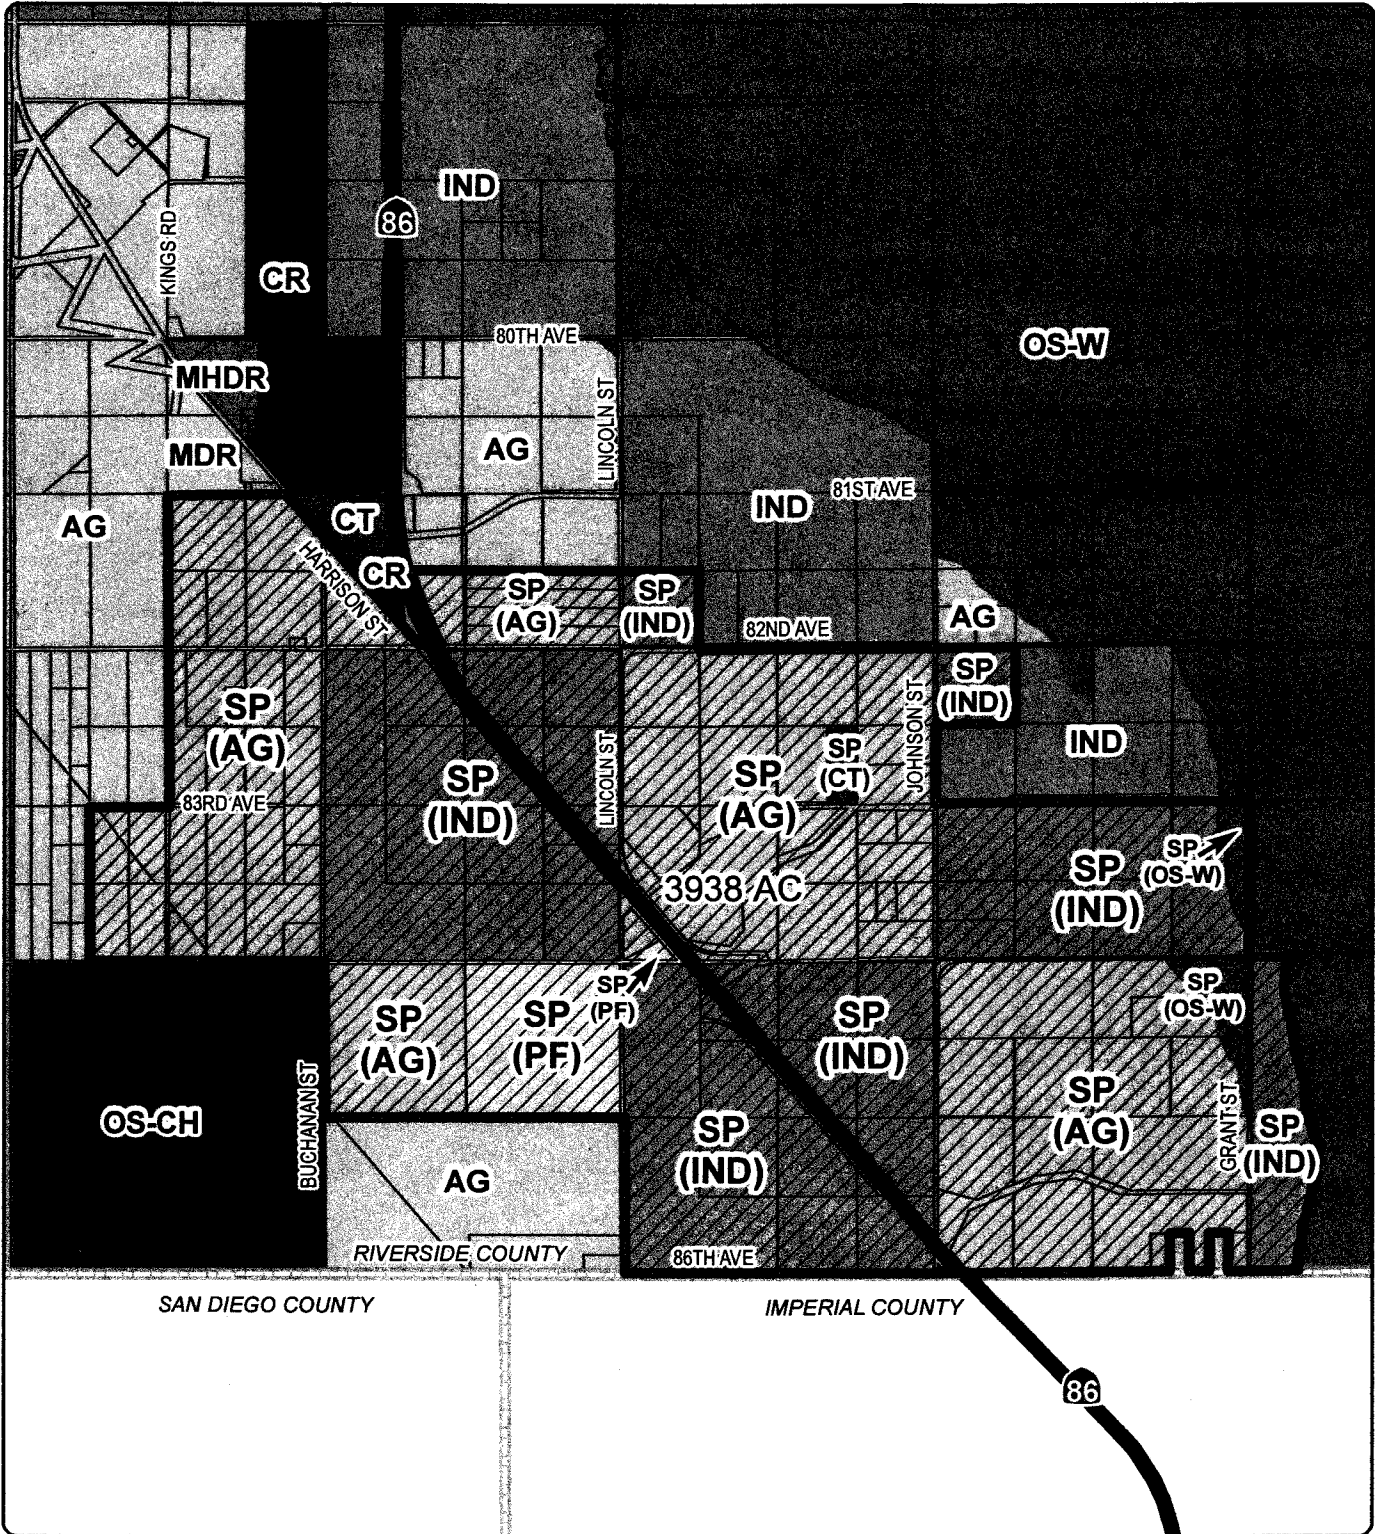 IND
86
KINGS RD
CR
80TH AVE
OS-W
MHDR
LINCOLN ST
MDR
AG
81ST AVE
IND
CT
AG
HARRISON ST
CR
SP
(AG)
SP
(IND)
82ND AVE
AG
SP
(IND)
SP
(AG)
JOHNSON ST
SP
(CT)
IND
SP
(IND)
LINCOLN ST
SP
(AG)
83RD AVE
SP
(OS-W)
3938 AC
SP
(IND)
SP
(PF)
SP
(OS-W)
SP
(AG)
SP
(PF)
SP
(IND)
OS-CH
BUCHANAN ST
SP
(AG)
GRANT ST
SP
(IND)
SP
(IND)
AG
RIVERSIDE COUNTY
86TH AVE
SAN DIEGO COUNTY
IMPERIAL COUNTY
86